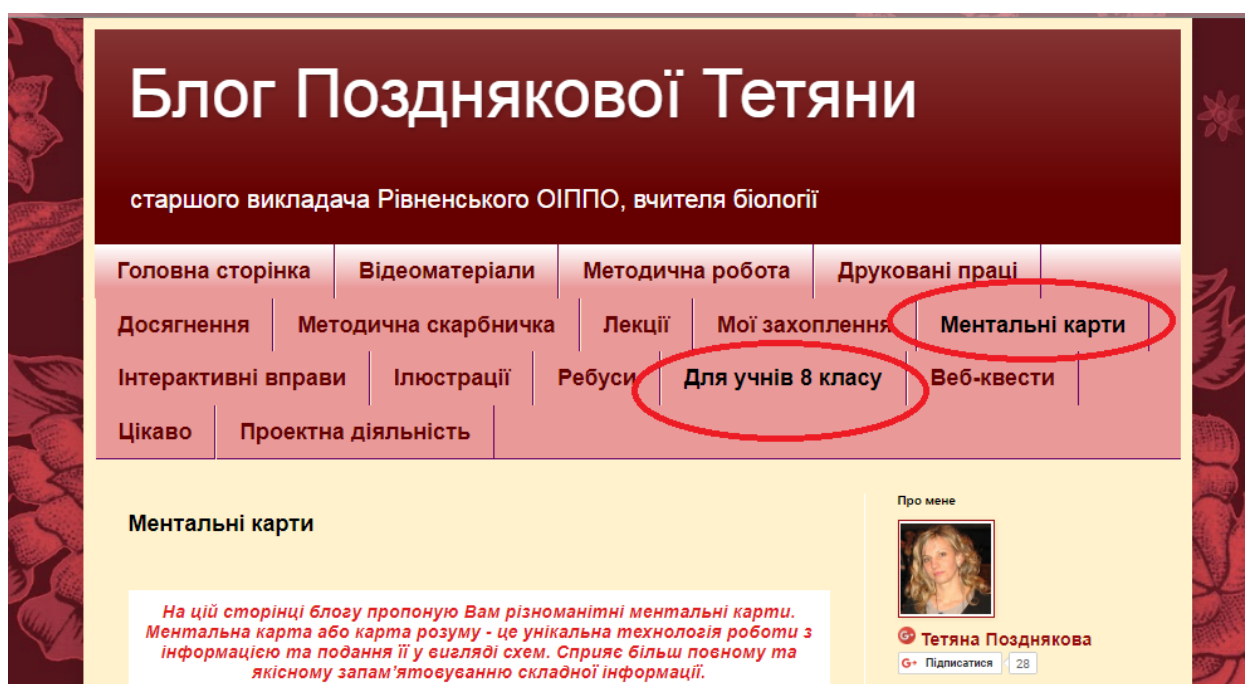 Блог Позднякової Тетяни
старшого викладача Рівненського ОІППО, вчителя біології
Головна сторінка Відеоматеріали Методична робота Друковані праці
Досягнення Методична скарбничка Лекції Мої захоплення Ментальні карти
Інтерактивні вправи Ілюстрації Ребуси Для учнів 8 класу Веб-квести
Цікаво Проектна діяльність
Ментальні карти
На цій сторінці блогу пропоную Вам різноманітні ментальні карти.
Ментальна карта або карта розуму - це унікальна технологія роботи з
інформацією та подання її у вигляді схем. Сприяє більш повному та
якісному запам’ятовуванню складної інформації.
Про мене
G+ Тетяна Позднякова
G+ Підписатися 28